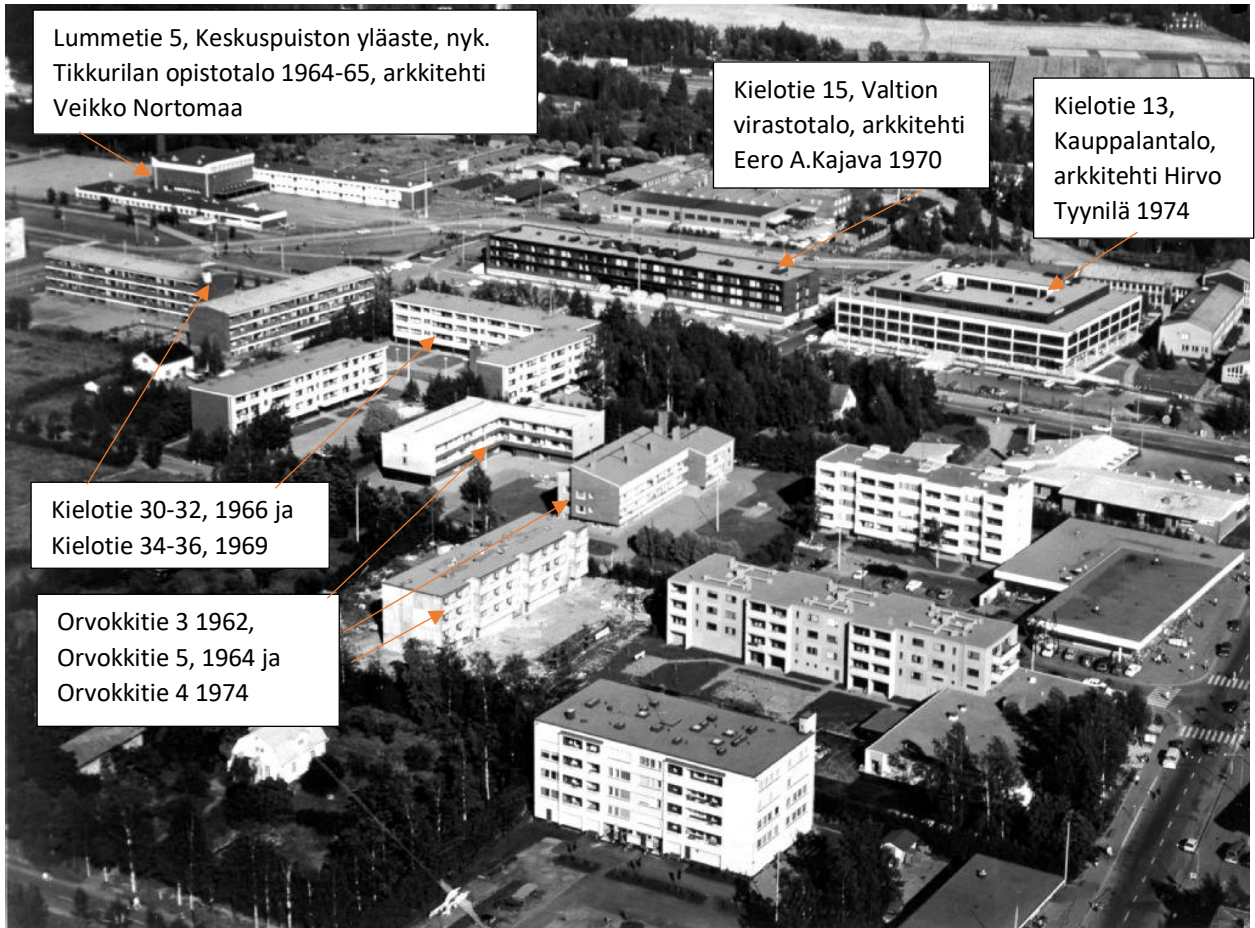 Lummetie 5, Keskuspuiston yläaste, nyk.
Tikkurilan opistotalo 1964-65, arkkitehti
Veikko Nortomaa
Kielotie 15, Valtion
virastotalo, arkkitehti
Eero A.Kajava 1970
Kielotie 13,
Kauppalantalo,
arkkitehti Hirvo
Tyynilä 1974
Kielotie 30-32, 1966 ja
Kielotie 34-36, 1969
Orvokkitie 3 1962,
Orvokkitie 5, 1964 ja
Orvokkitie 4 1974